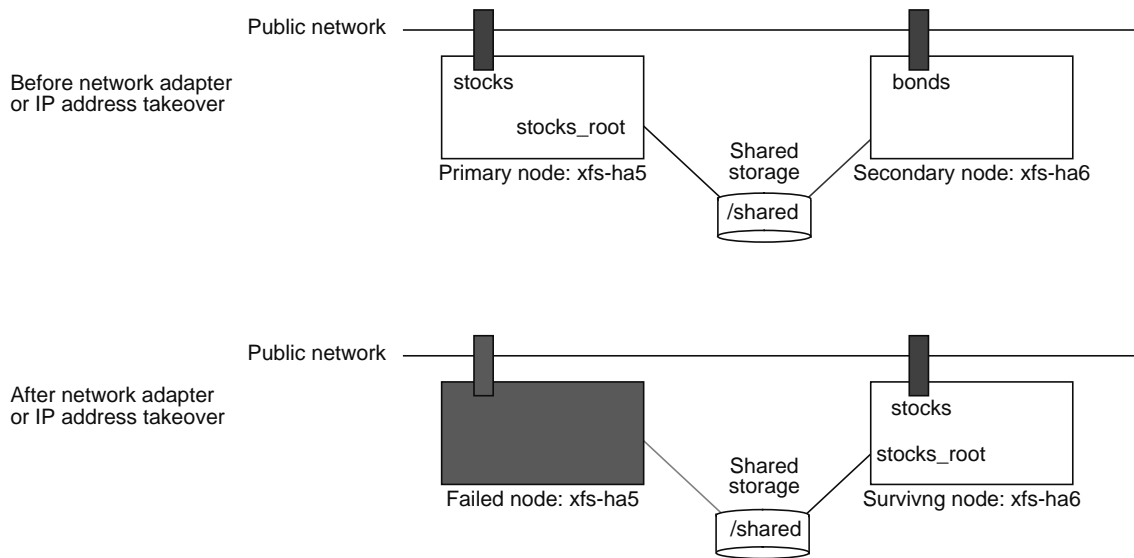 Public network
Before network adapter
or IP address takeover
stocks
bonds
stocks_root
Shared
storage
Primary node: xfs-ha5
Secondary node: xfs-ha6
/shared
Public network
After network adapter
or IP address takeover
stocks
stocks_root
Shared
storage
Failed node: xfs-ha5
Survivng node: xfs-ha6
/shared